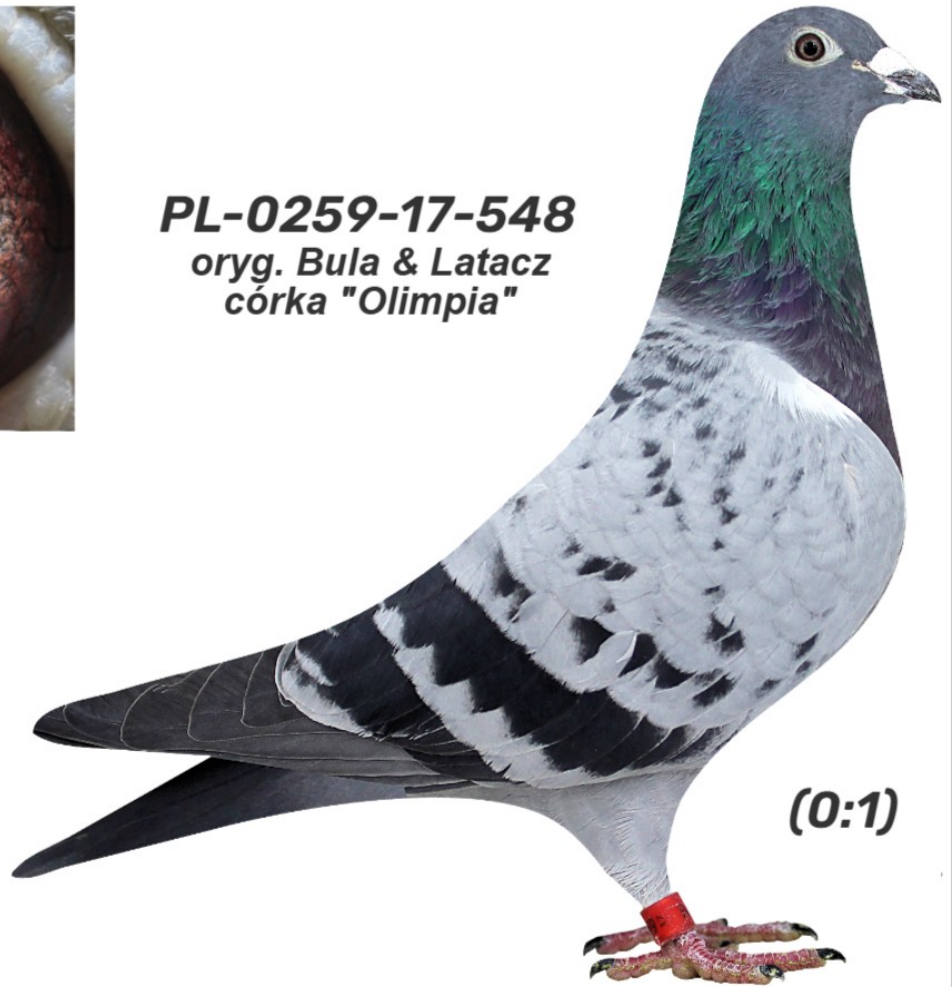 PL-0259-17-548
oryg. Bula & Latacz
córka "Olimpia"
(0:1)